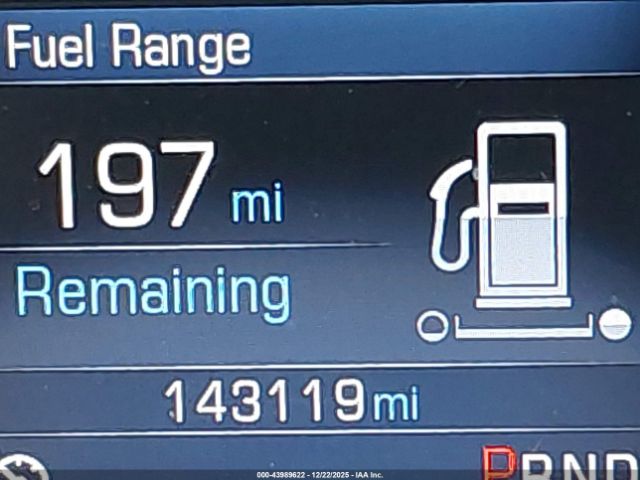 Fuel Range
197 mi
Remaining
143119 mi
PRND
000-43989622 - 12/22/2025 - IAA Inc.